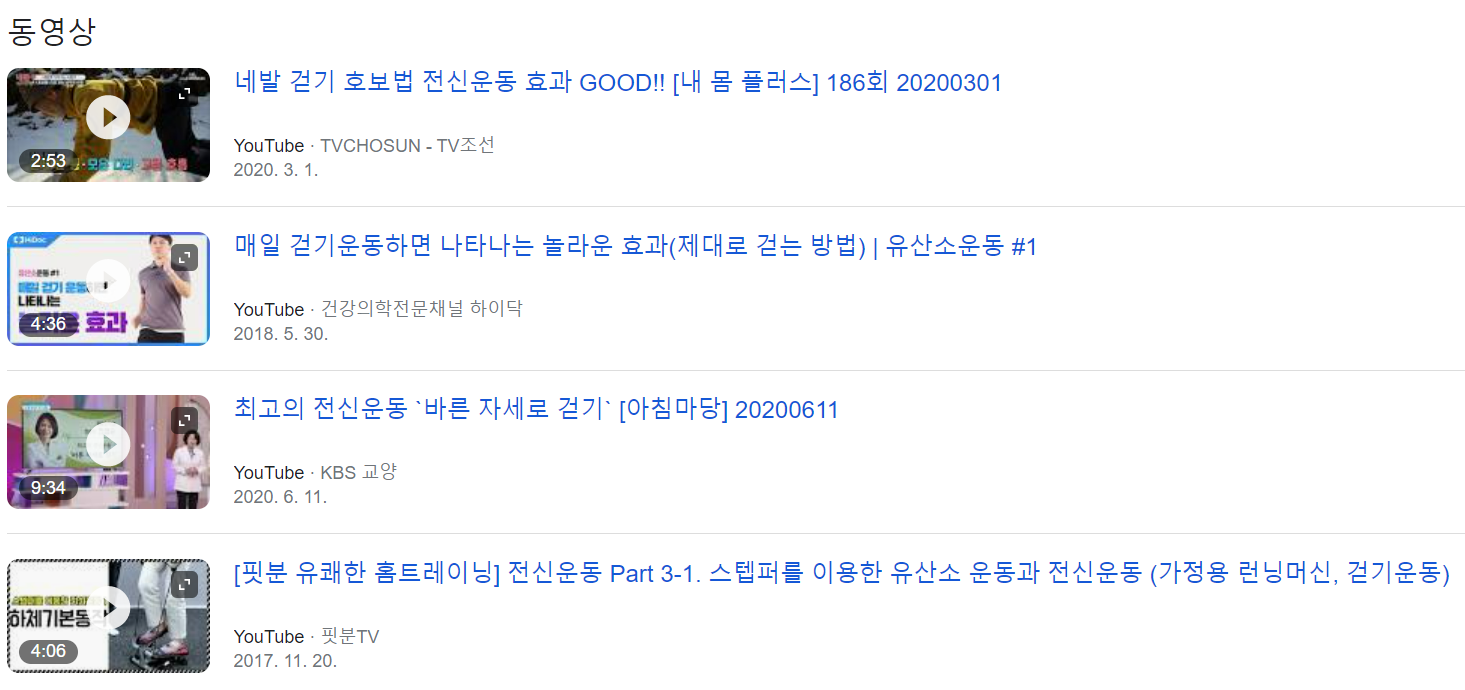 동영상
네발 걷기 호보법 전신운동 효과 GOOD!! [내 몸 플러스] 186회 20200301
2:53
YouTube · TVCHOSUN - TV조선
2020. 3. 1.
매일 걷기운동하면 나타나는 놀라운 효과(제대로 걷는 방법) | 유산소운동 #1
HiDoc
유산소운동 #1
매일 걷기 운동
나타나는
효과
4:36
YouTube · 건강의학전문채널 하이닥
2018. 5. 30.
최고의 전신운동 `바른 자세로 걷기` [아침마당] 20200611
9:34
YouTube · KBS 교양
2020. 6. 11.
[핏분 유쾌한 홈트레이닝] 전신운동 Part 3-1. 스텝퍼를 이용한 유산소 운동과 전신운동 (가정용 런닝머신, 걷기운동)
하체기본동작
4:06
YouTube · 핏분TV
2017. 11. 20.